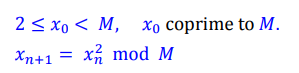 2 ≤ x₀ < M, x₀ coprime to M.
xₙ₊₁ = xₙ² mod M